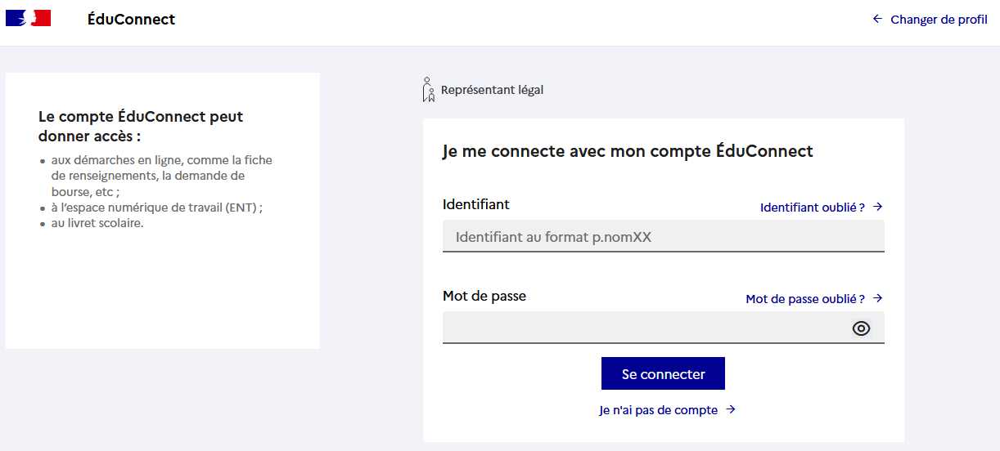 ÉduConnect
← Changer de profil
Le compte ÉduConnect peut
donner accès :
• aux démarches en ligne, comme la fiche
de renseignements, la demande de
bourse, etc ;
• à l’espace numérique de travail (ENT) ;
• au livret scolaire.
Représentant légal
Je me connecte avec mon compte ÉduConnect
Identifiant
Identifiant oublié ? →
Identifiant au format p.nomXX
Mot de passe
Mot de passe oublié ? →
Se connecter
Je n'ai pas de compte →